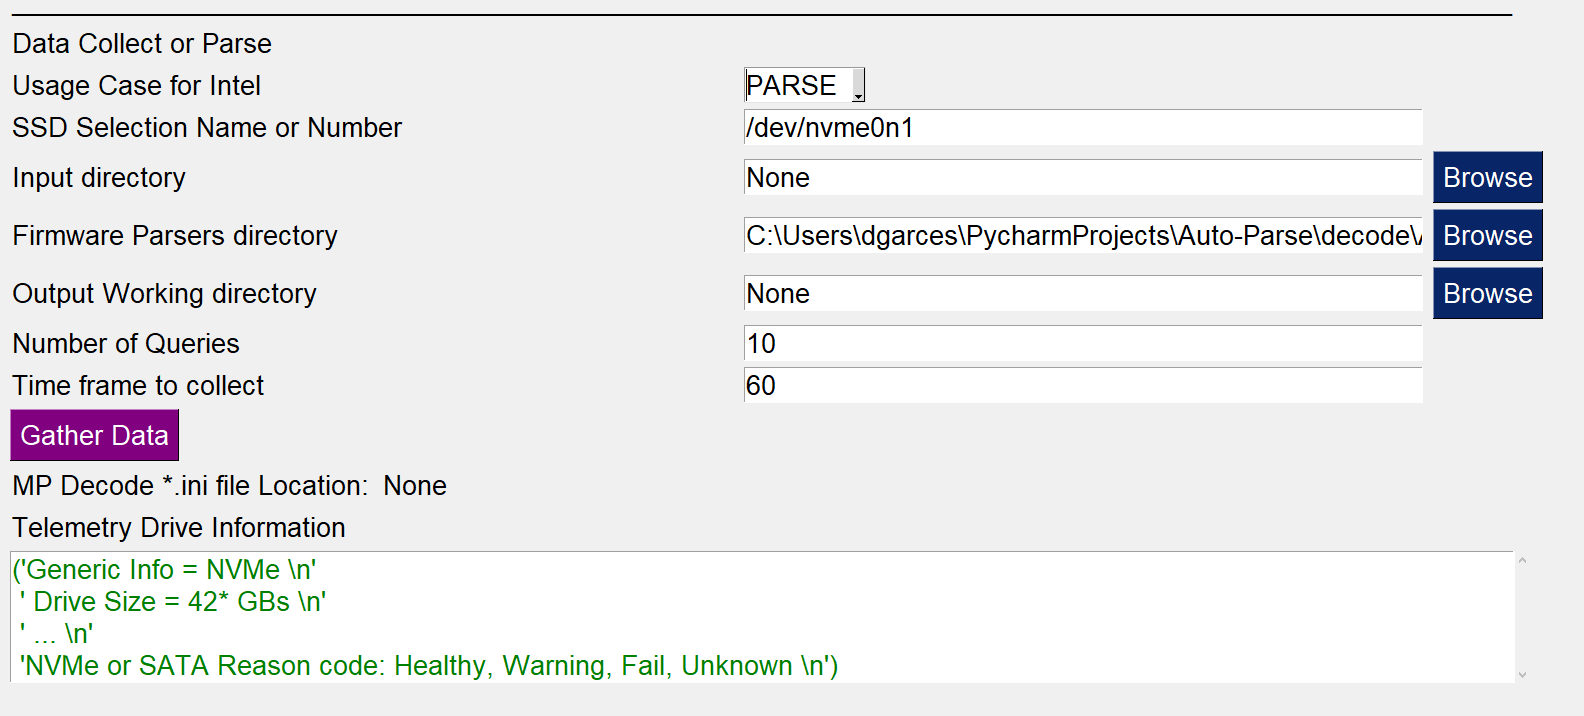 Data Collect or Parse
Usage Case for Intel PARSE
SSD Selection Name or Number /dev/nvme0n1
Input directory None Browse
Firmware Parsers directory C:\Users\dgarces\PycharmProjects\Auto-Parse\decode\ Browse
Output Working directory None Browse
Number of Queries 10
Time frame to collect 60
Gather Data
MP Decode *.ini file Location: None
Telemetry Drive Information
('Generic Info = NVMe \n'
' Drive Size = 42* GBs \n'
' ... \n'
'NVMe or SATA Reason code: Healthy, Warning, Fail, Unknown \n')